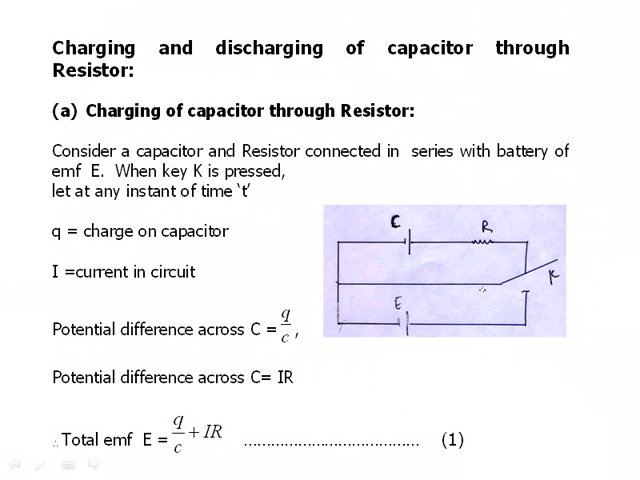 Charging and discharging of capacitor through
Resistor:
(a) Charging of capacitor through Resistor:
Consider a capacitor and Resistor connected in series with battery of
emf E. When key K is pressed,
let at any instant of time ‘t’
q = charge on capacitor
I =current in circuit
Potential difference across C = q/c ,
Potential difference across C= IR
∴Total emf E = q/c + IR .......................................... (1)
C
R
K
E